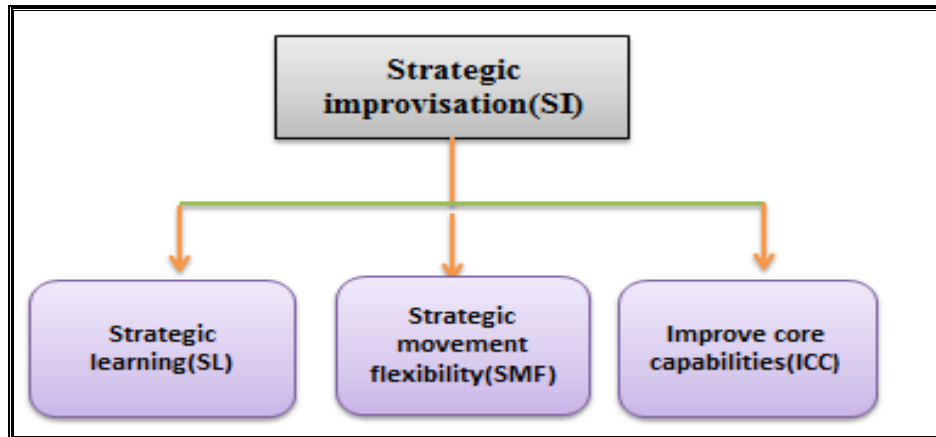 Strategic
improvisation(SI)
Strategic
learning(SL)
Strategic
movement
flexibility(SMF)
Improve core
capabilities(ICC)